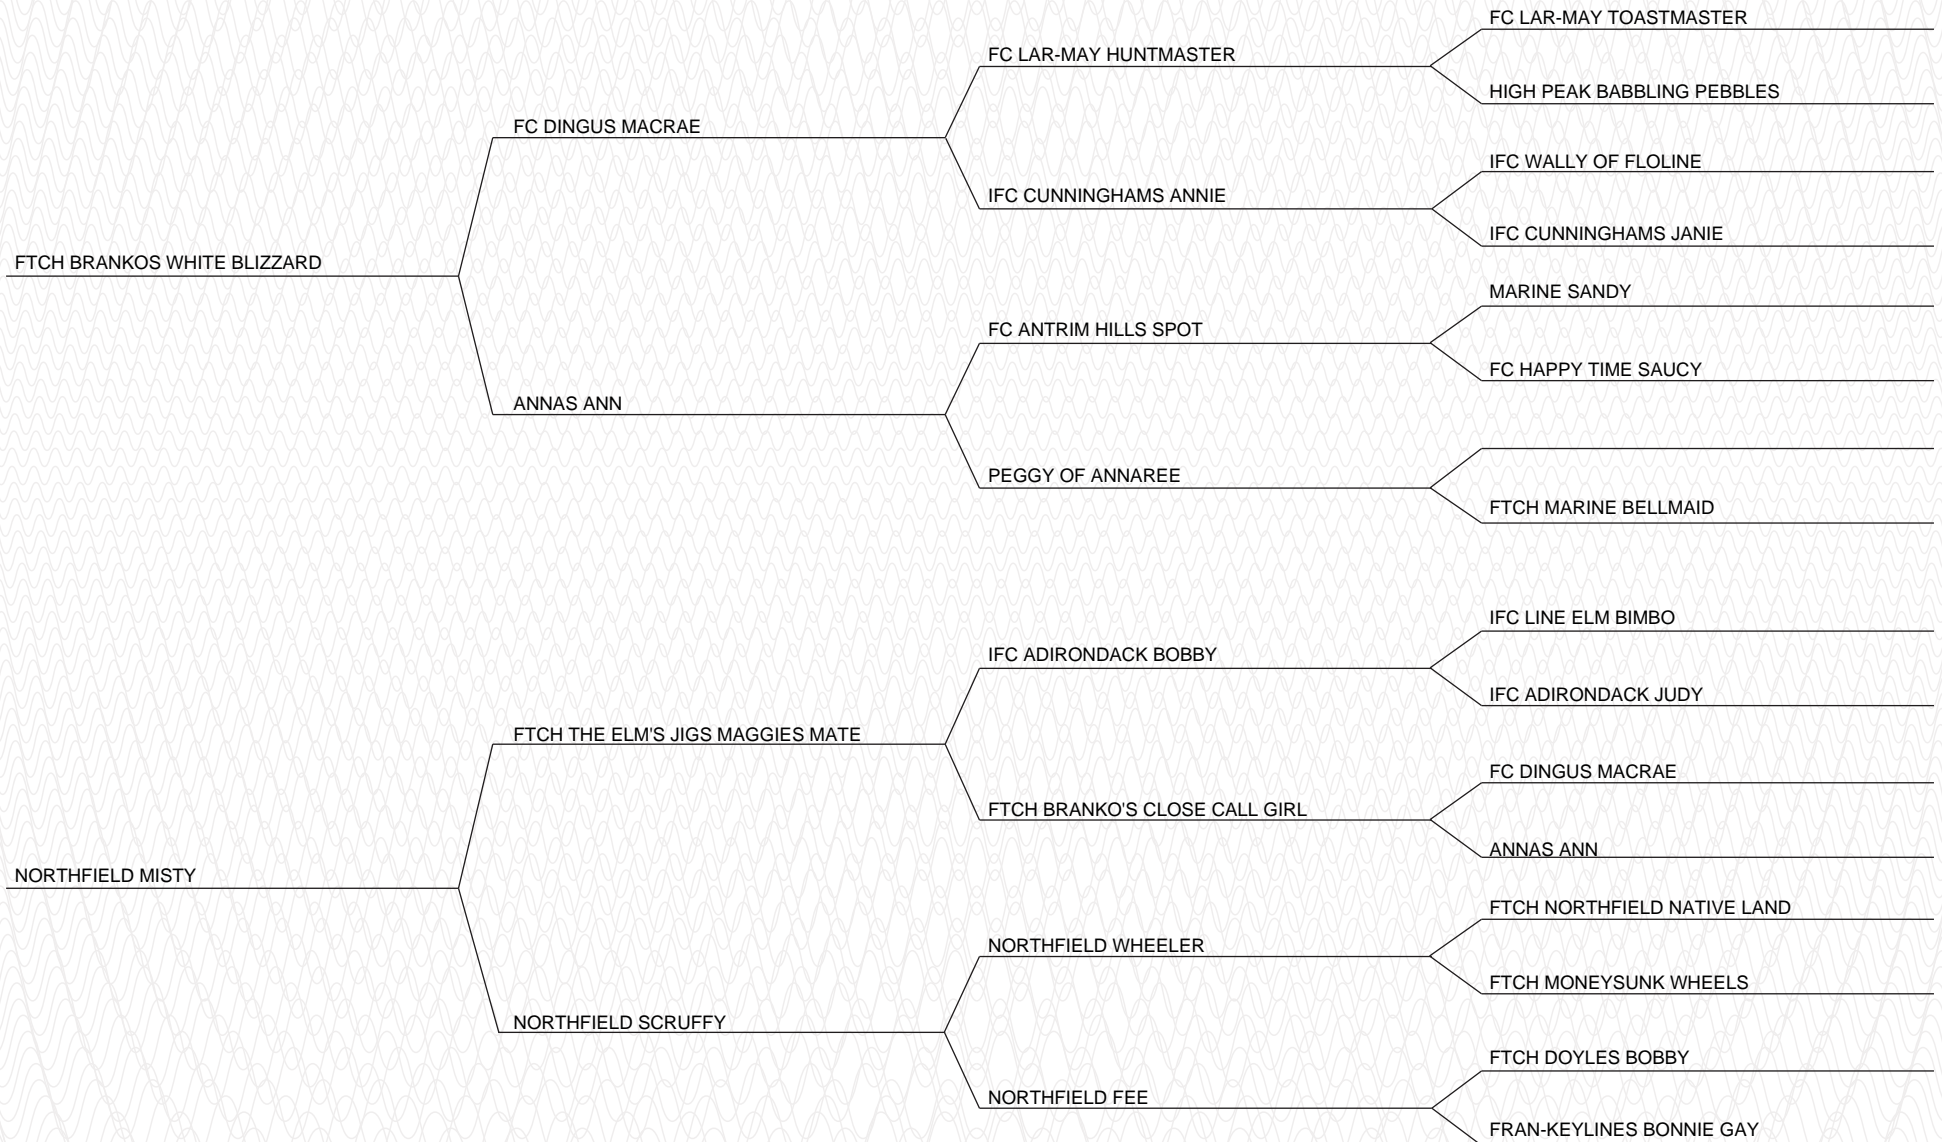 FC LAR-MAY TOASTMASTER
FC LAR-MAY HUNTMASTER
HIGH PEAK BABBLING PEBBLES
FC DINGUS MACRAE
IFC WALLY OF FLOLINE
IFC CUNNINGHAMS ANNIE
IFC CUNNINGHAMS JANIE
FTCH BRANKOS WHITE BLIZZARD
MARINE SANDY
FC ANTRIM HILLS SPOT
FC HAPPY TIME SAUCY
ANNAS ANN
PEGGY OF ANNAREE
FTCH MARINE BELLMAID
IFC LINE ELM BIMBO
IFC ADIRONDACK BOBBY
IFC ADIRONDACK JUDY
FTCH THE ELM'S JIGS MAGGIES MATE
FC DINGUS MACRAE
FTCH BRANKO'S CLOSE CALL GIRL
ANNAS ANN
NORTHFIELD MISTY
FTCH NORTHFIELD NATIVE LAND
NORTHFIELD WHEELER
FTCH MONEYSUNK WHEELS
NORTHFIELD SCRUFFY
FTCH DOYLES BOBBY
NORTHFIELD FEE
FRAN-KEYLINES BONNIE GAY